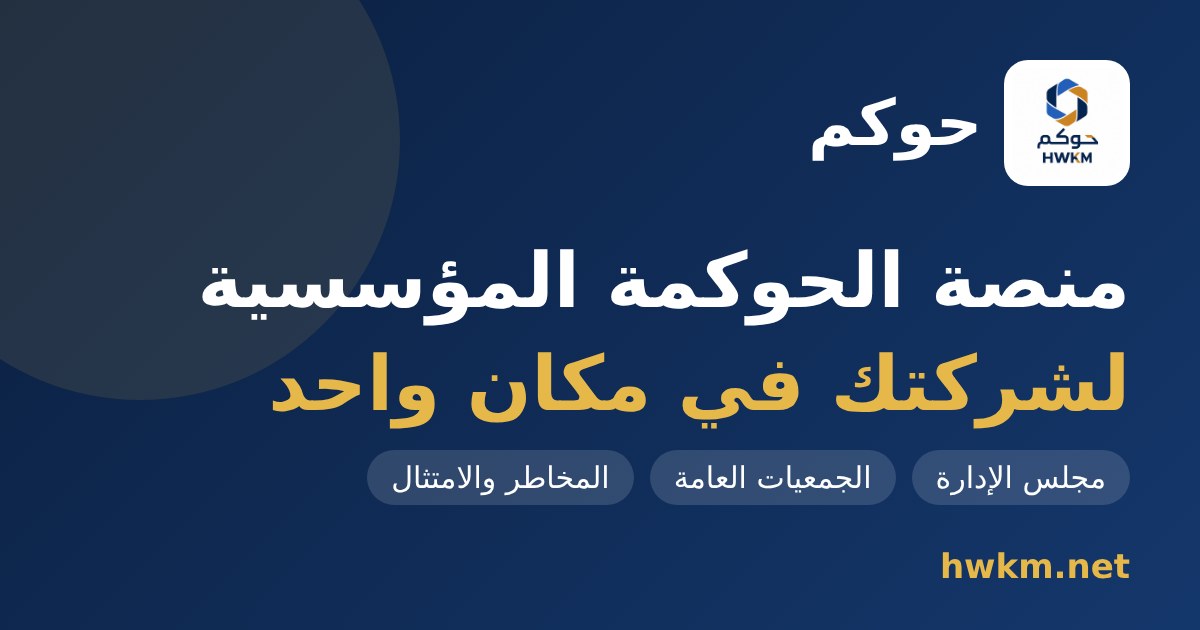 حوكم
HWKM
حوكم
منصة الحوكمة المؤسسية
لشركتك في مكان واحد
مجلس الإدارة
الجمعيات العامة
المخاطر والامتثال
hwkm.net